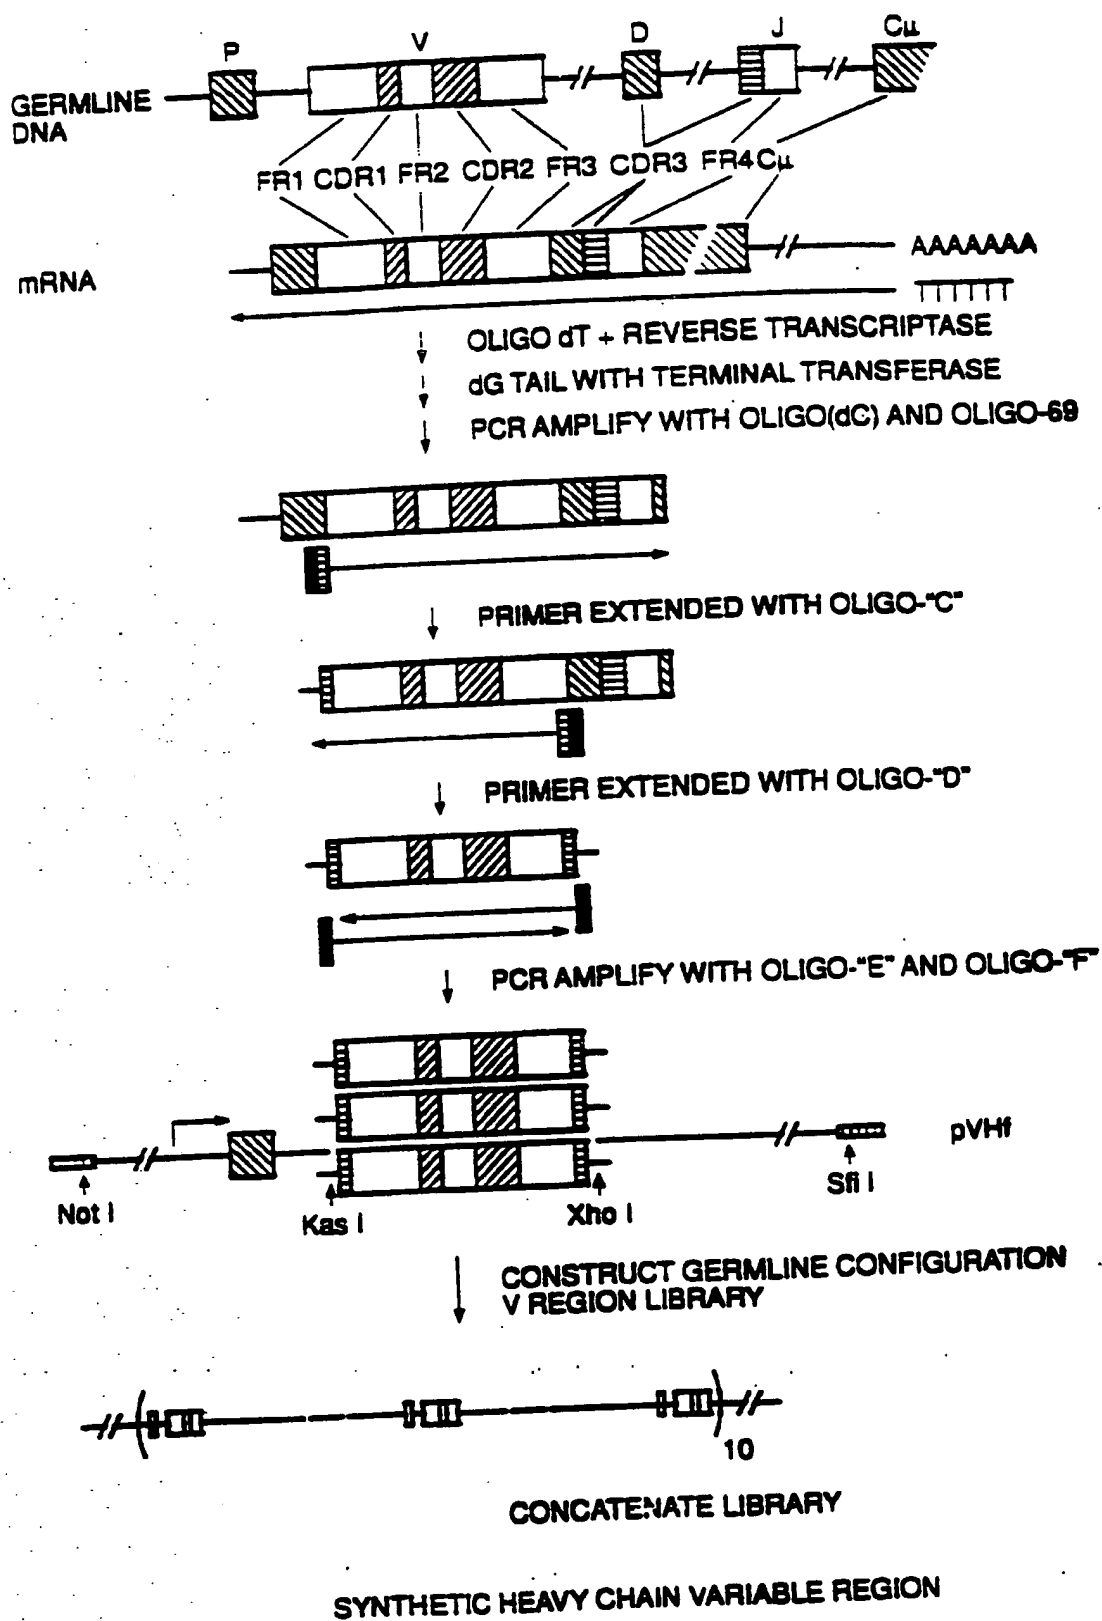 P V D J Cμ
GERMLINE
DNA
FR1 CDR1 FR2 CDR2 FR3 CDR3 FR4 Cμ
mRNA
AAAAAAA
TTTTTT
OLIGO dT + REVERSE TRANSCRIPTASE
dG TAIL WITH TERMINAL TRANSFERASE
PCR AMPLIFY WITH OLIGO(dC) AND OLIGO-69
PRIMER EXTENDED WITH OLIGO-"C"
PRIMER EXTENDED WITH OLIGO-"D"
PCR AMPLIFY WITH OLIGO-"E" AND OLIGO-"F"
pVHf
Not I
Kas I
Xho I
Sfi I
CONSTRUCT GERMLINE CONFIGURATION
V REGION LIBRARY
10
CONCATENATE LIBRARY
SYNTHETIC HEAVY CHAIN VARIABLE REGION